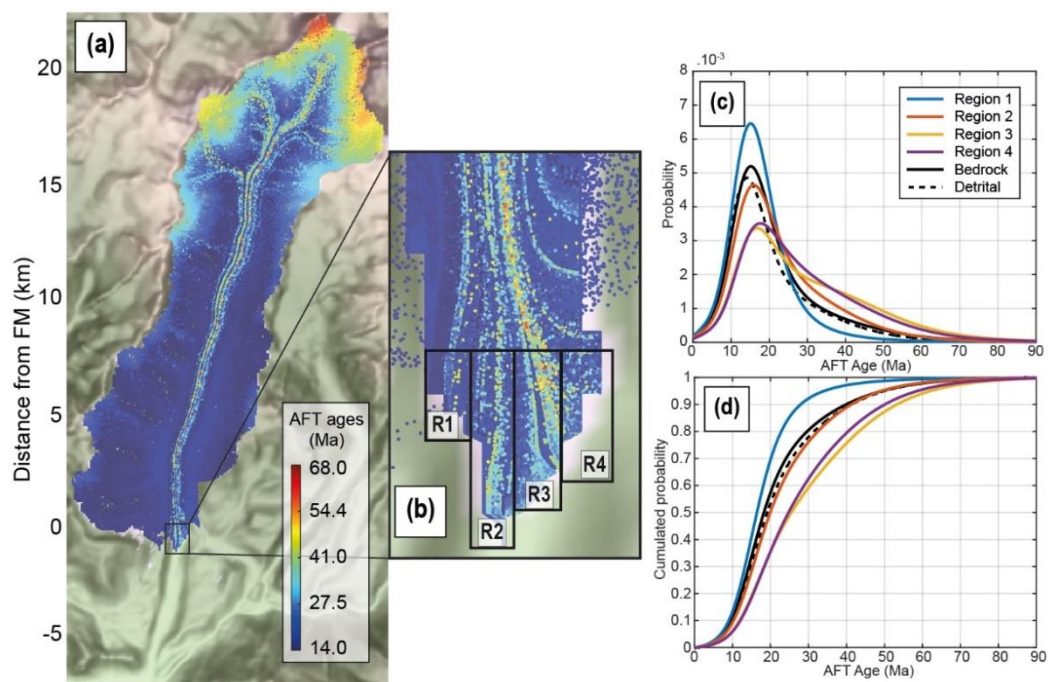 (a)
Distance from FM (km)
20
15
10
5
0
-5
AFT ages
(Ma)
68.0
54.4
41.0
27.5
14.0
(b)
R1
R2
R3
R4
(c)
.10⁻³
Probability
8
7
6
5
4
3
2
1
0
0 10 20 30 40 50 60 70 80 90
AFT Age (Ma)
Region 1
Region 2
Region 3
Region 4
Bedrock
Detrital
(d)
Cumulated probability
1
0.9
0.8
0.7
0.6
0.5
0.4
0.3
0.2
0.1
0
0 10 20 30 40 50 60 70 80 90
AFT Age (Ma)